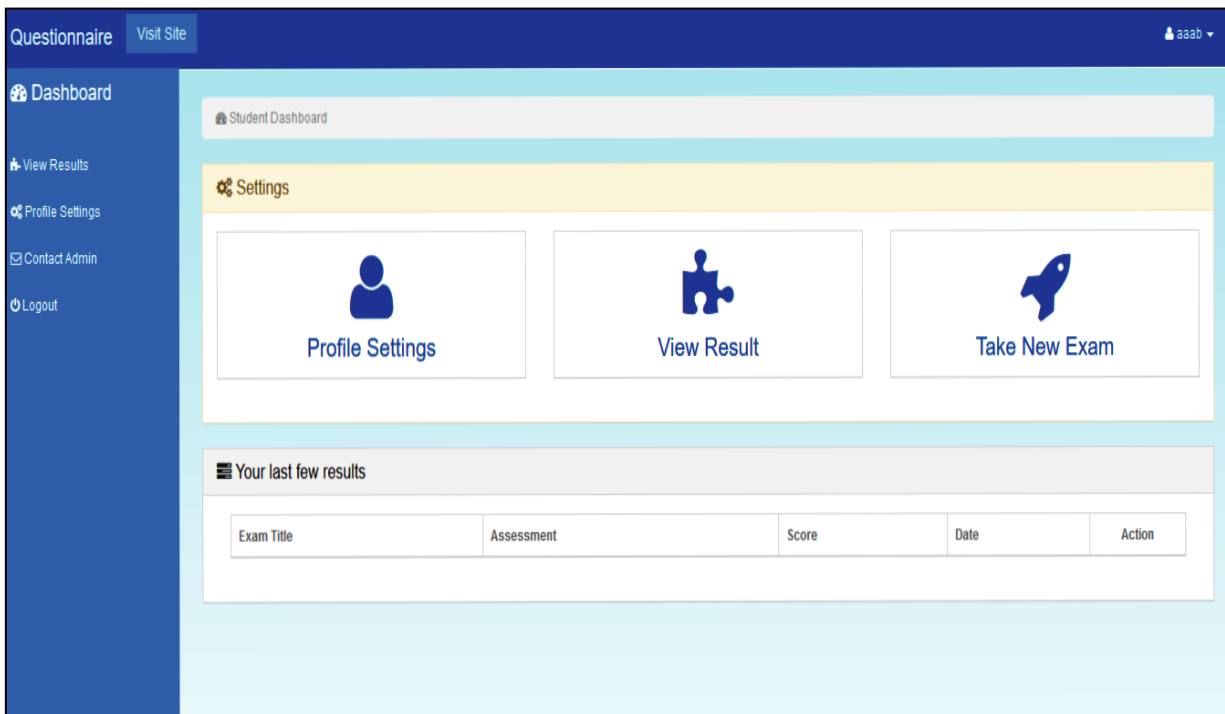 Questionnaire Visit Site aaab
Dashboard
View Results
Profile Settings
Contact Admin
Logout
Student Dashboard
Settings
Profile Settings View Result Take New Exam
Your last few results
Exam Title Assessment Score Date Action